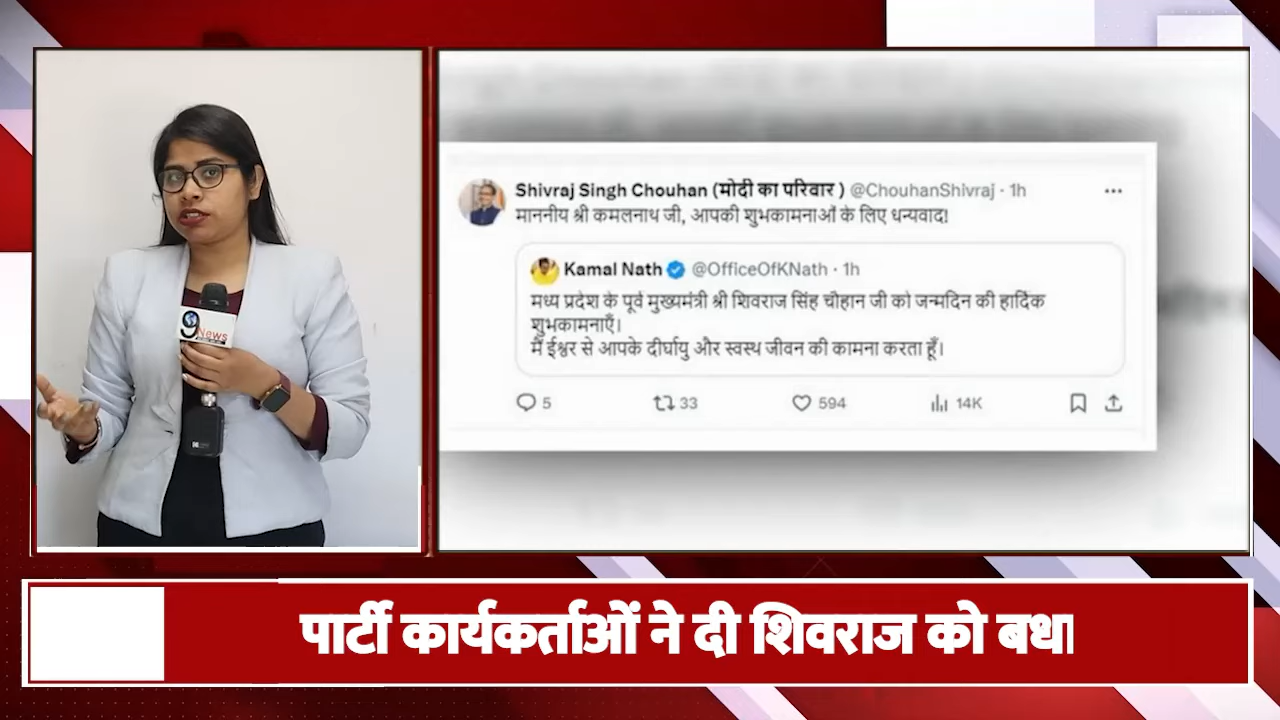 9 News
Shivraj Singh Chouhan (मोदी का परिवार ) @ChouhanShivraj · 1h
माननीय श्री कमलनाथ जी, आपकी शुभकामनाओं के लिए धन्यवाद!
Kamal Nath @OfficeOfKNath · 1h
मध्य प्रदेश के पूर्व मुख्यमंत्री श्री शिवराज सिंह चौहान जी को जन्मदिन की हार्दिक
शुभकामनाएँ।
मैं ईश्वर से आपके दीर्घायु और स्वस्थ जीवन की कामना करता हूँ।
5 33 594 14K
पार्टी कार्यकर्ताओं ने दी शिवराज को बधा